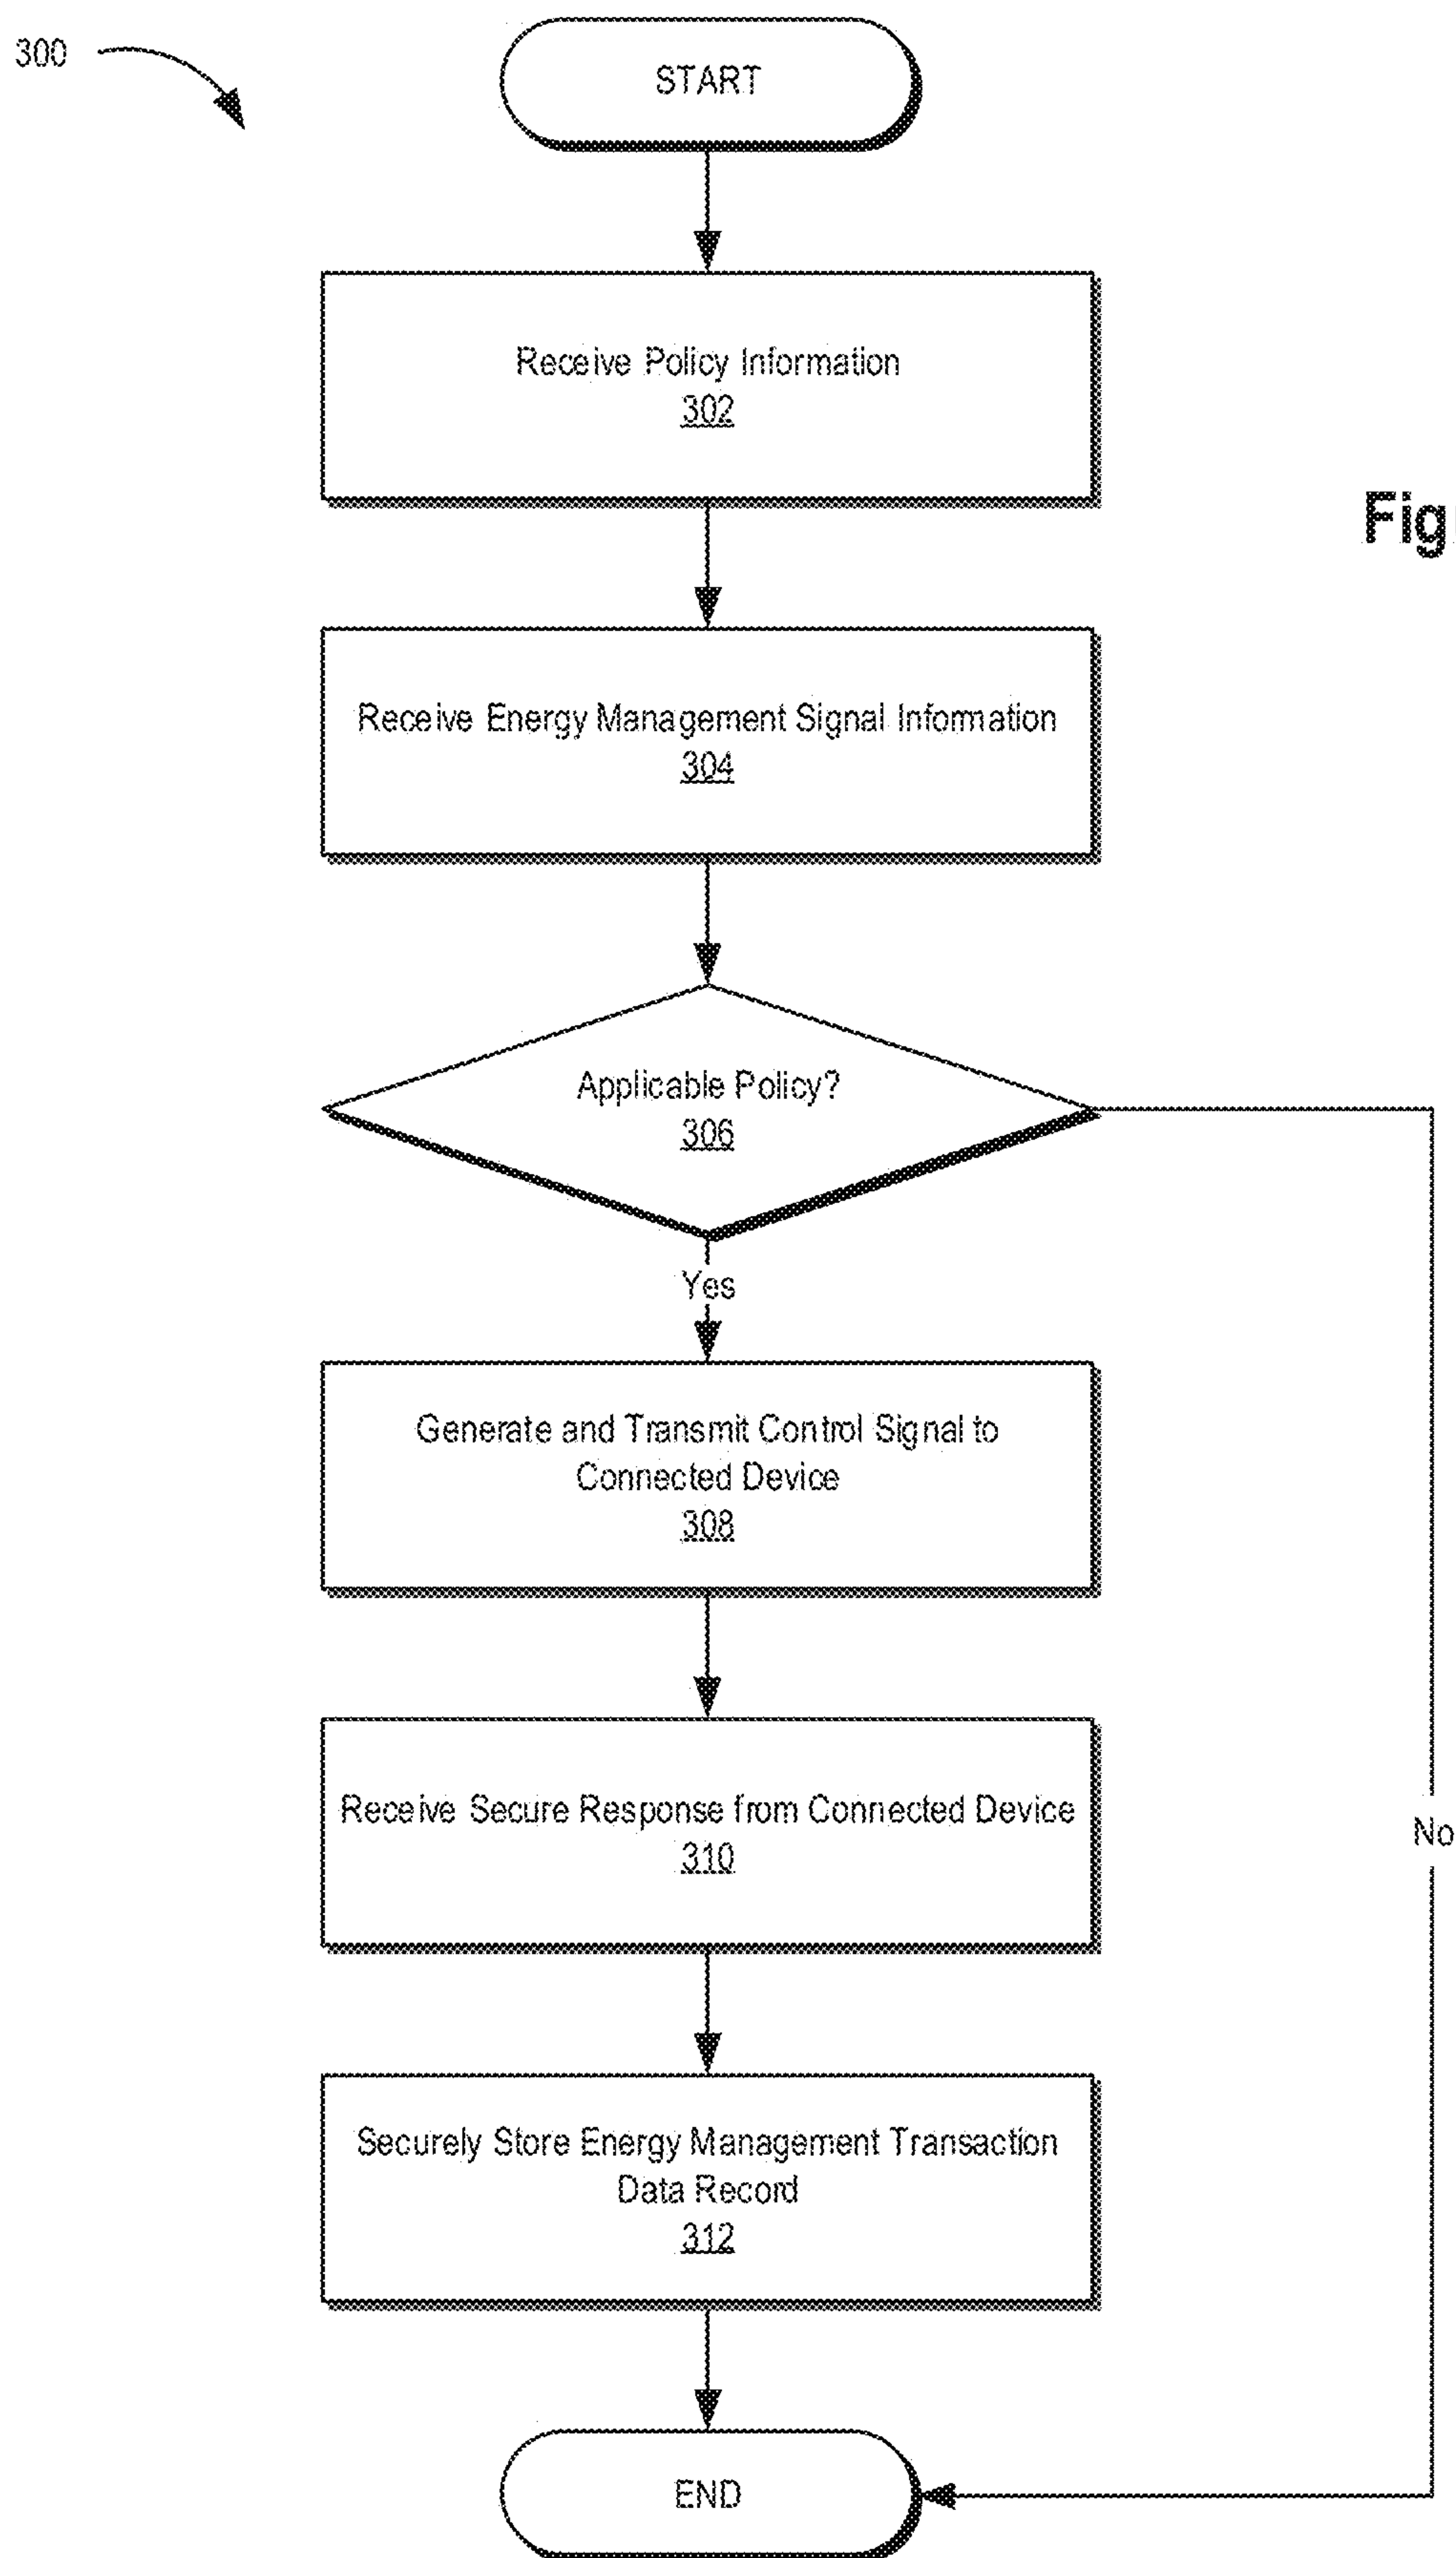 300
START
Receive Policy Information
302
Fig
Receive Energy Management Signal Information
304
Applicable Policy?
306
Yes
Generate and Transmit Control Signal to
Connected Device
308
Receive Secure Response from Connected Device
310
No
Securely Store Energy Management Transaction
Data Record
312
END